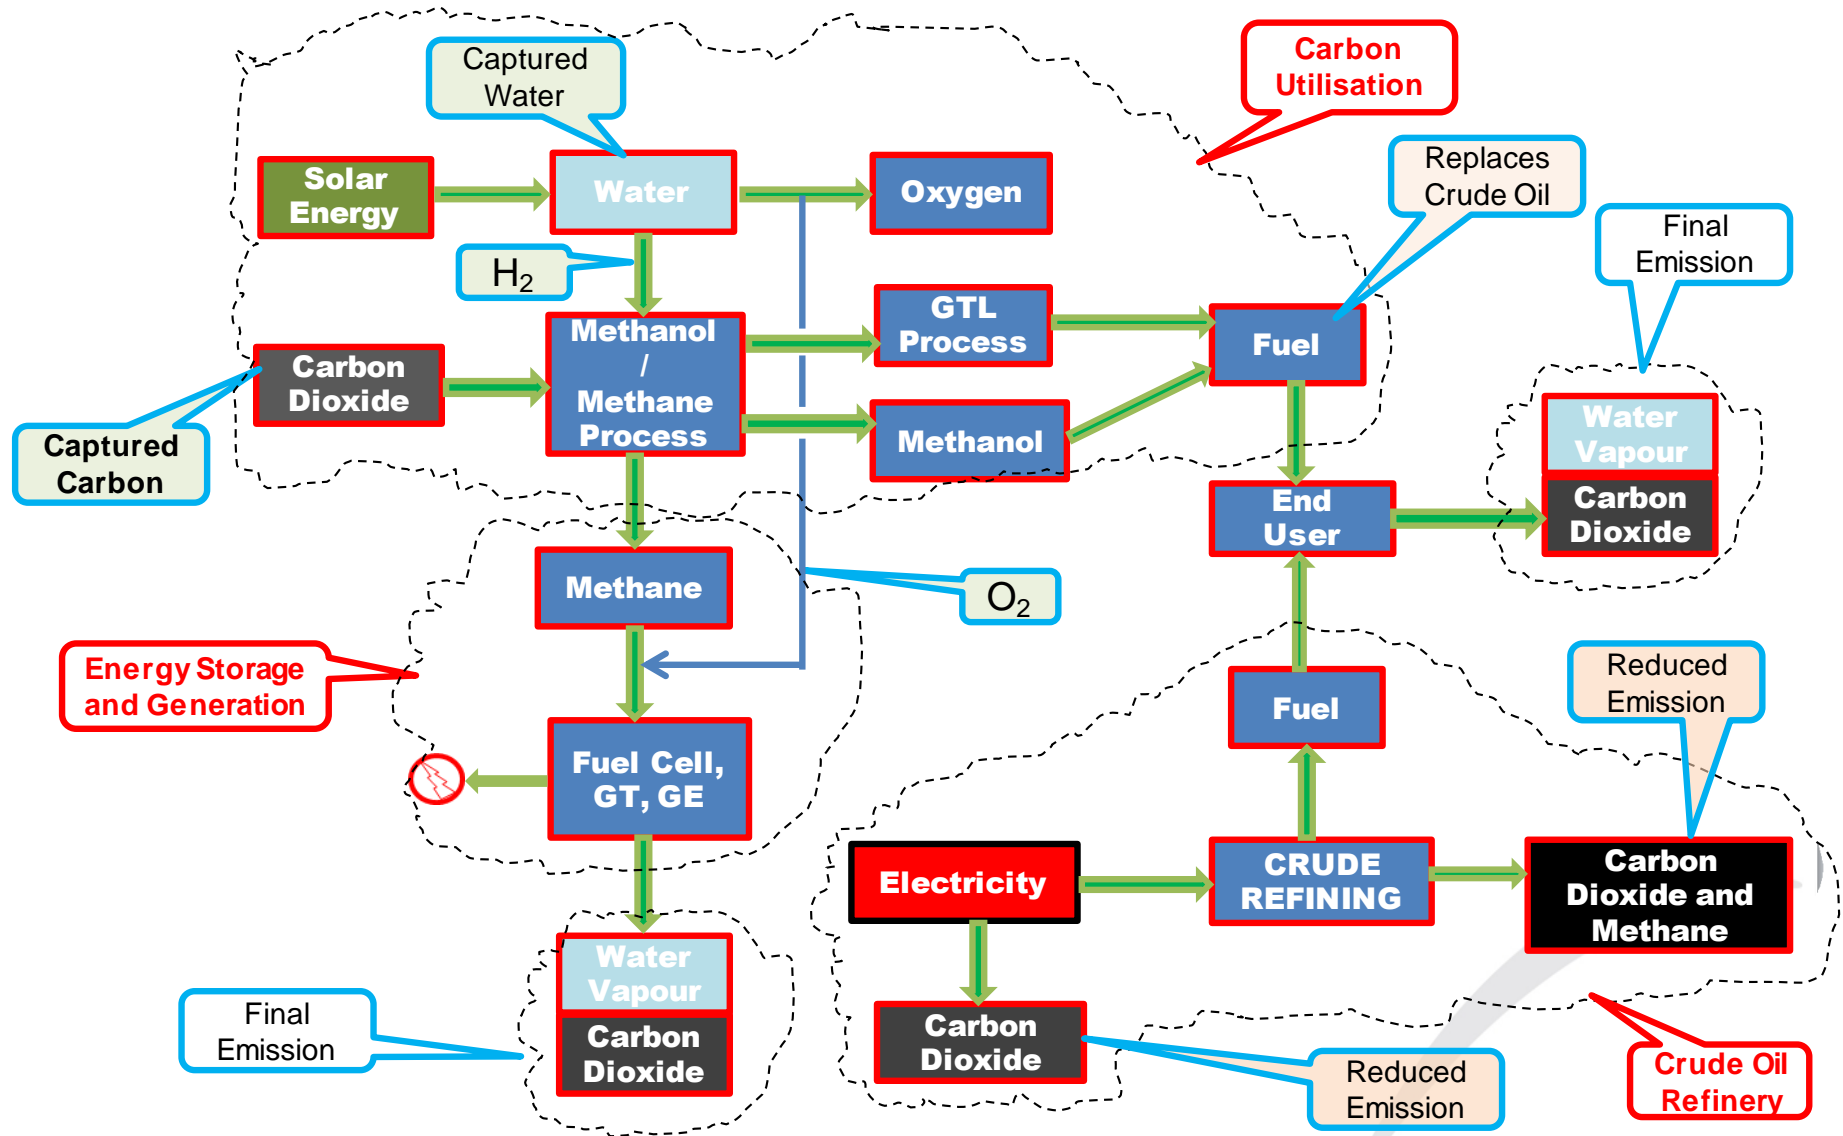 Captured
Water
Carbon
Utilisation
Replaces
Crude Oil
Final
Emission
Solar
Energy
Water
Oxygen
H₂
Methanol
/
Methane
Process
GTL
Process
Fuel
Carbon
Dioxide
Methanol
Captured
Carbon
Water
Vapour
Carbon
Dioxide
End
User
Methane
O₂
Energy Storage
and Generation
Fuel
Reduced
Emission
Fuel Cell,
GT, GE
Electricity
CRUDE
REFINING
Carbon
Dioxide and
Methane
Water
Vapour
Carbon
Dioxide
Final
Emission
Carbon
Dioxide
Reduced
Emission
Crude Oil
Refinery